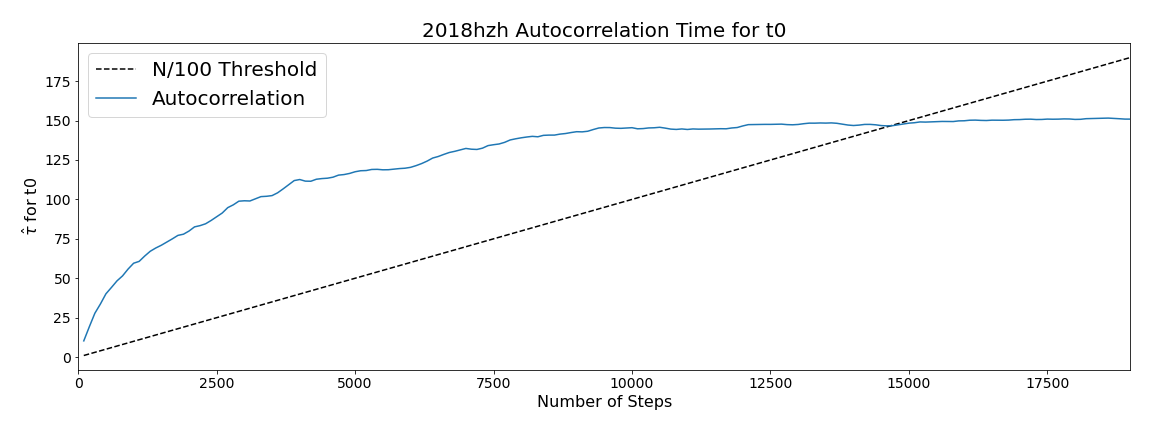 2018hzh Autocorrelation Time for t0
N/100 Threshold
Autocorrelation
175
150
125
100
75
50
25
0
τ̂ for t0
0 2500 5000 7500 10000 12500 15000 17500
Number of Steps